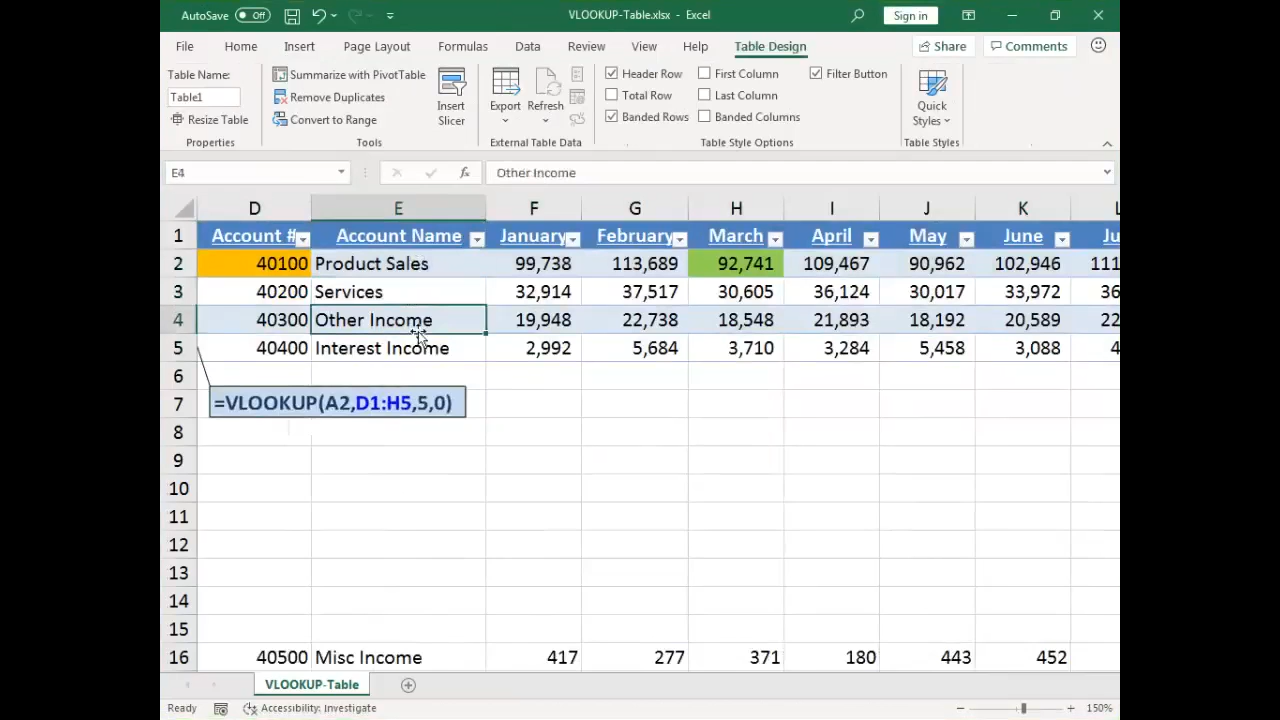 AutoSave Off VLOOKUP-Table.xlsx - Excel Sign in
File Home Insert Page Layout Formulas Data Review View Help Table Design Share Comments
Table Name:
Table1
Resize Table
Properties
Summarize with PivotTable
Remove Duplicates
Convert to Range
Insert
Slicer
Tools
Export Refresh
External Table Data
Header Row First Column Filter Button
Total Row Last Column
Banded Rows Banded Columns
Table Style Options
Quick
Styles
Table Styles
E4 fx Other Income
D E F G H I J K L
1 Account # Account Name January February March April May June Ju
2 40100 Product Sales 99,738 113,689 92,741 109,467 90,962 102,946 111
3 40200 Services 32,914 37,517 30,605 36,124 30,017 33,972 36
4 40300 Other Income 19,948 22,738 18,548 21,893 18,192 20,589 22
5 40400 Interest Income 2,992 5,684 3,710 3,284 5,458 3,088 4
6
7 =VLOOKUP(A2,D1:H5,5,0)
8
9
10
11
12
13
14
15
16 40500 Misc Income 417 277 371 180 443 452
VLOOKUP-Table
Ready Accessibility: Investigate 150%